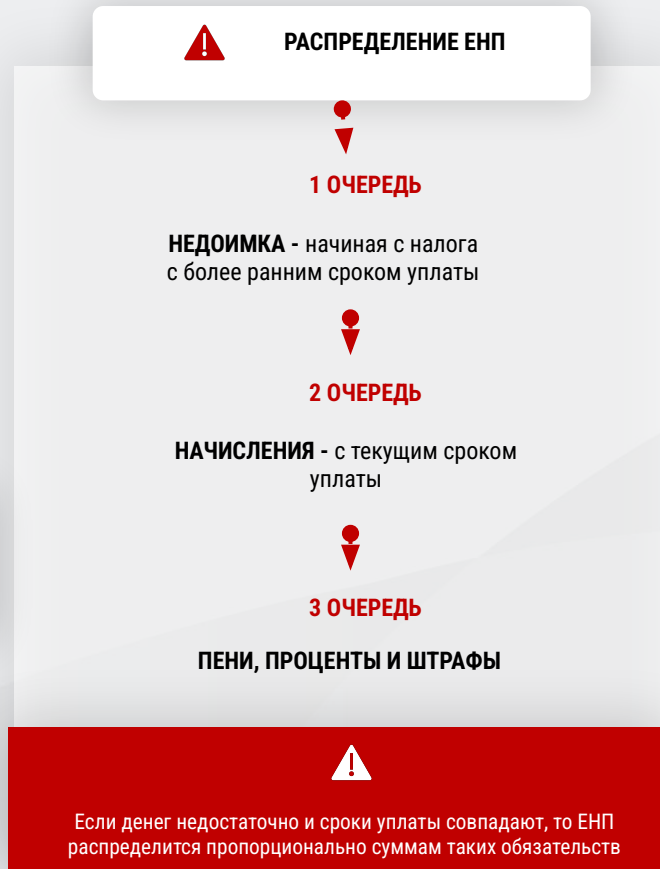 РАСПРЕДЕЛЕНИЕ ЕНП
1 ОЧЕРЕДЬ
НЕДОИМКА - начиная с налога
с более ранним сроком уплаты
2 ОЧЕРЕДЬ
НАЧИСЛЕНИЯ - с текущим сроком
уплаты
3 ОЧЕРЕДЬ
ПЕНИ, ПРОЦЕНТЫ И ШТРАФЫ
Если денег недостаточно и сроки уплаты совпадают, то ЕНП
распределится пропорционально суммам таких обязательств